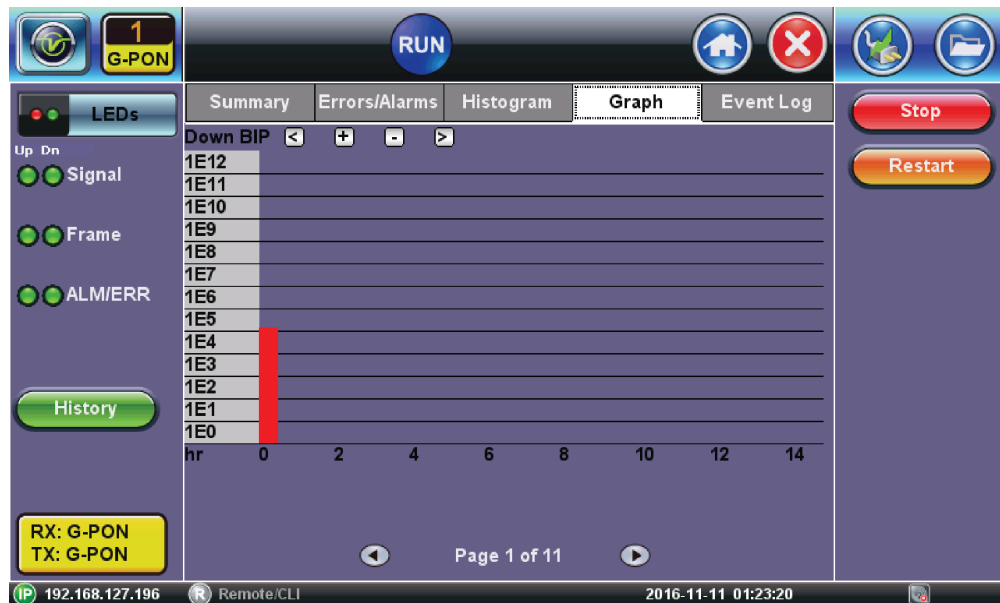 1
G-PON
RUN
LEDs
Summary
Errors/Alarms
Histogram
Graph
Event Log
Stop
Restart
Up Dn
Signal
Frame
ALM/ERR
History
RX: G-PON
TX: G-PON
Down BIP < + - >
1E12
1E11
1E10
1E9
1E8
1E7
1E6
1E5
1E4
1E3
1E2
1E1
1E0
hr 0 2 4 6 8 10 12 14
Page 1 of 11
IP 192.168.127.196
R Remote/CLI
2016-11-11 01:23:20